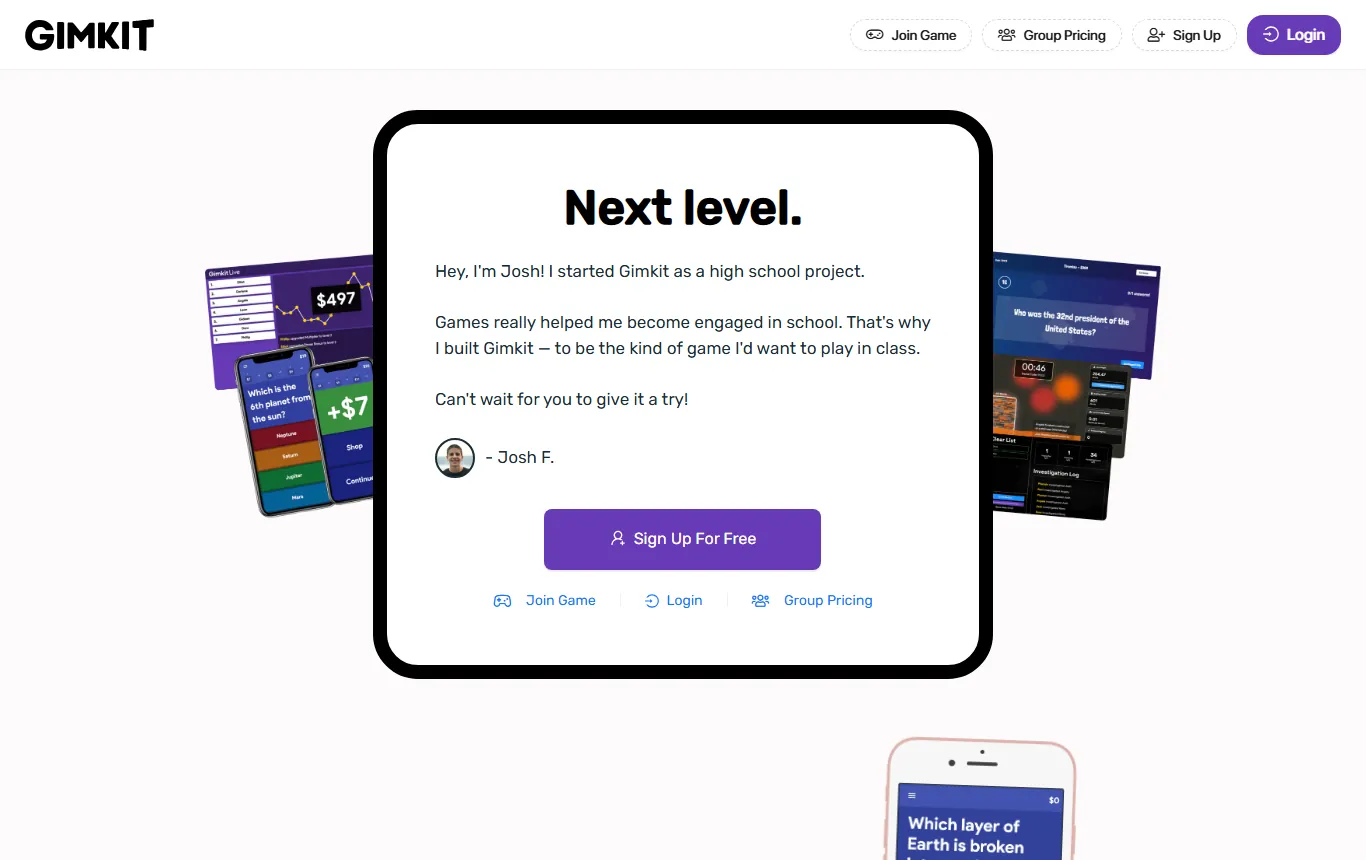 GIMKIT
Join Game
Group Pricing
Sign Up
Login
Next level.
Hey, I'm Josh! I started Gimkit as a high school project.
Games really helped me become engaged in school. That's why
I built Gimkit — to be the kind of game I'd want to play in class.
Can't wait for you to give it a try!
- Josh F.
Sign Up For Free
Join Game
Login
Group Pricing
Gimkit Live
$497
Which is the
6th planet from
the sun?
Neptune
Saturn
Jupiter
Mars
+$7
Shop
Continue
Who was the 32nd president of the
United States?
00:46
Clear List
Investigation Log
$0
Which layer of
Earth is broken